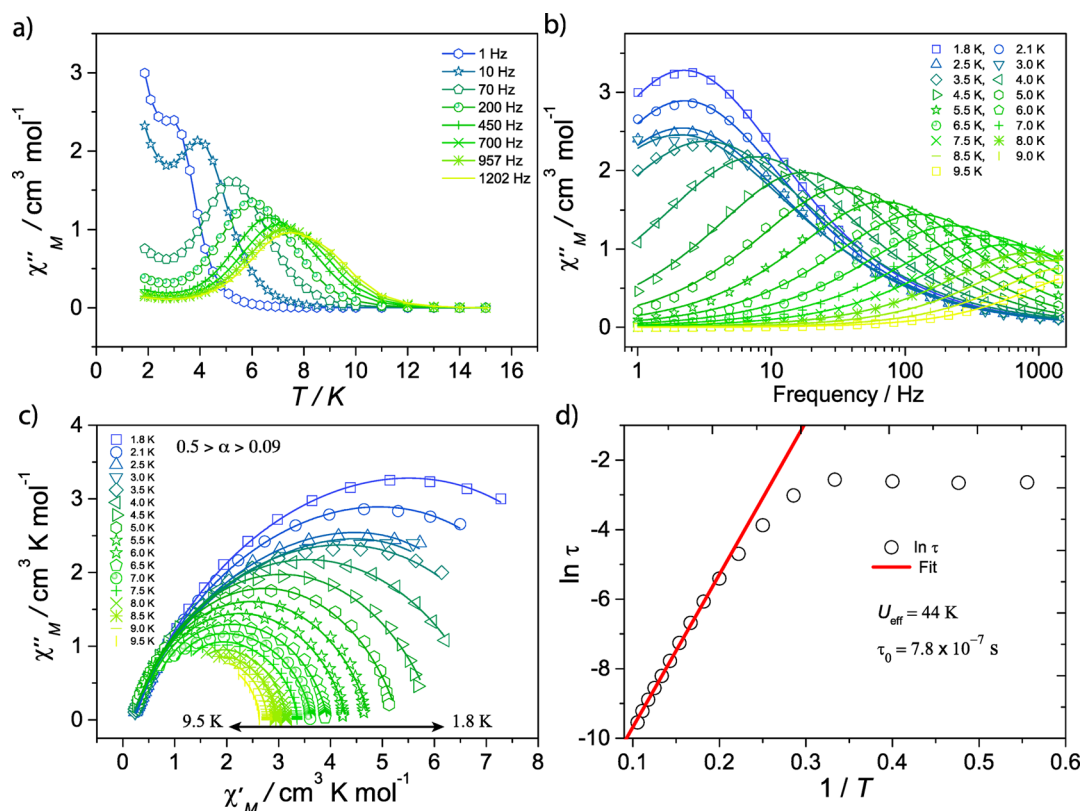 a)
χ″M / cm³ mol⁻¹
4
3
2
1
0
0 2 4 6 8 10 12 14 16
T / K
1 Hz
10 Hz
70 Hz
200 Hz
450 Hz
700 Hz
957 Hz
1202 Hz
b)
χ″M / cm³ mol⁻¹
3
2
1
0
1 10 100 1000
Frequency / Hz
1.8 K, 2.1 K
2.5 K, 3.0 K
3.5 K, 4.0 K
4.5 K, 5.0 K
5.5 K, 6.0 K
6.5 K, 7.0 K
7.5 K, 8.0 K
8.5 K, 9.0 K
9.5 K
c)
χ″M / cm³ K mol⁻¹
4
3
2
1
0
0 1 2 3 4 5 6 7 8
χ′M / cm³ K mol⁻¹
1.8 K
2.1 K
2.5 K
3.0 K
3.5 K
4.0 K
4.5 K
5.0 K
5.5 K
6.0 K
6.5 K
7.0 K
7.5 K
8.0 K
8.5 K
9.0 K
9.5 K
0.5 > α > 0.09
9.5 K
1.8 K
d)
ln τ
-2
-4
-6
-8
-10
0.1 0.2 0.3 0.4 0.5 0.6
1 / T
ln τ
Fit
Ueff = 44 K
τ0 = 7.8 x 10⁻⁷ s